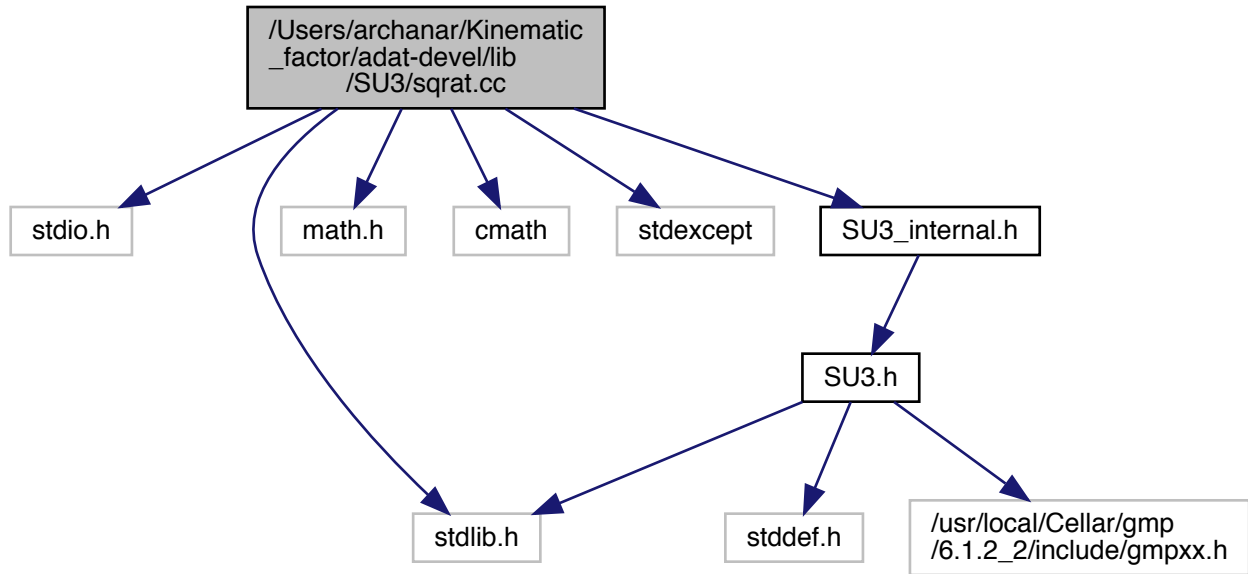 /Users/archanar/Kinematic
_factor/adat-devel/lib
/SU3/sqrat.cc
stdio.h
math.h
cmath
stdexcept
SU3_internal.h
SU3.h
stdlib.h
stddef.h
/usr/local/Cellar/gmp
/6.1.2_2/include/gmpxx.h